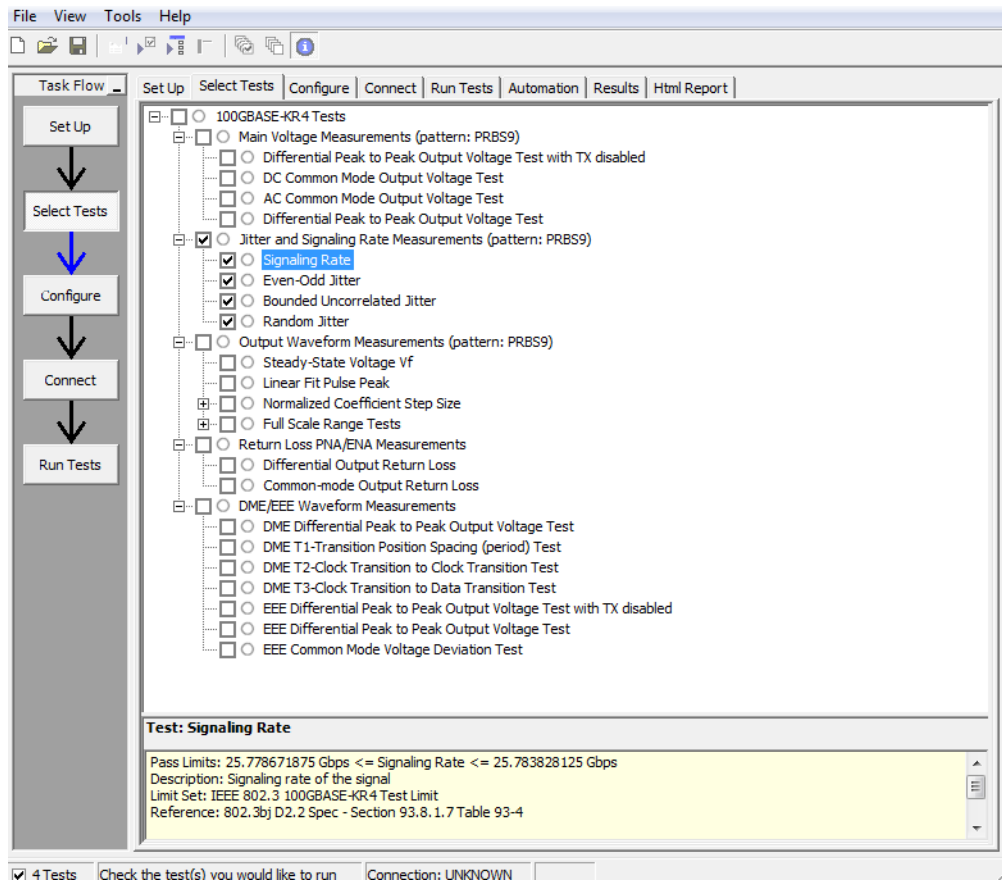 File View Tools Help
Task Flow
Set Up Select Tests Configure Connect Run Tests Automation Results Html Report
Set Up
Select Tests
Configure
Connect
Run Tests
100GBASE-KR4 Tests
Main Voltage Measurements (pattern: PRBS9)
Differential Peak to Peak Output Voltage Test with TX disabled
DC Common Mode Output Voltage Test
AC Common Mode Output Voltage Test
Differential Peak to Peak Output Voltage Test
Jitter and Signaling Rate Measurements (pattern: PRBS9)
Signaling Rate
Even-Odd Jitter
Bounded Uncorrelated Jitter
Random Jitter
Output Waveform Measurements (pattern: PRBS9)
Steady-State Voltage Vf
Linear Fit Pulse Peak
Normalized Coefficient Step Size
Full Scale Range Tests
Return Loss PNA/ENA Measurements
Differential Output Return Loss
Common-mode Output Return Loss
DME/EEE Waveform Measurements
DME Differential Peak to Peak Output Voltage Test
DME T1-Transition Position Spacing (period) Test
DME T2-Clock Transition to Clock Transition Test
DME T3-Clock Transition to Data Transition Test
EEE Differential Peak to Peak Output Voltage Test with TX disabled
EEE Differential Peak to Peak Output Voltage Test
EEE Common Mode Voltage Deviation Test
Test: Signaling Rate
Pass Limits: 25.778671875 Gbps <= Signaling Rate <= 25.783828125 Gbps
Description: Signaling rate of the signal
Limit Set: IEEE 802.3 100GBASE-KR4 Test Limit
Reference: 802.3bj D2.2 Spec - Section 93.8.1.7 Table 93-4
4 Tests Check the test(s) you would like to run Connection: UNKNOWN